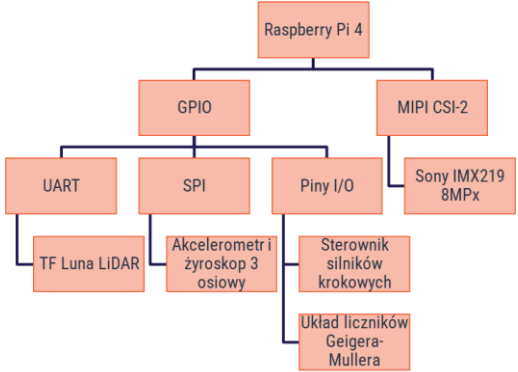 Raspberry Pi 4
GPIO
MIPI CSI-2
UART
SPI
Piny I/O
Sony IMX219
8MPx
TF Luna LiDAR
Akcelerometr i
żyroskop 3
osiowy
Sterownik
silników
krokowych
Układ liczników
Geigera-
Mullera